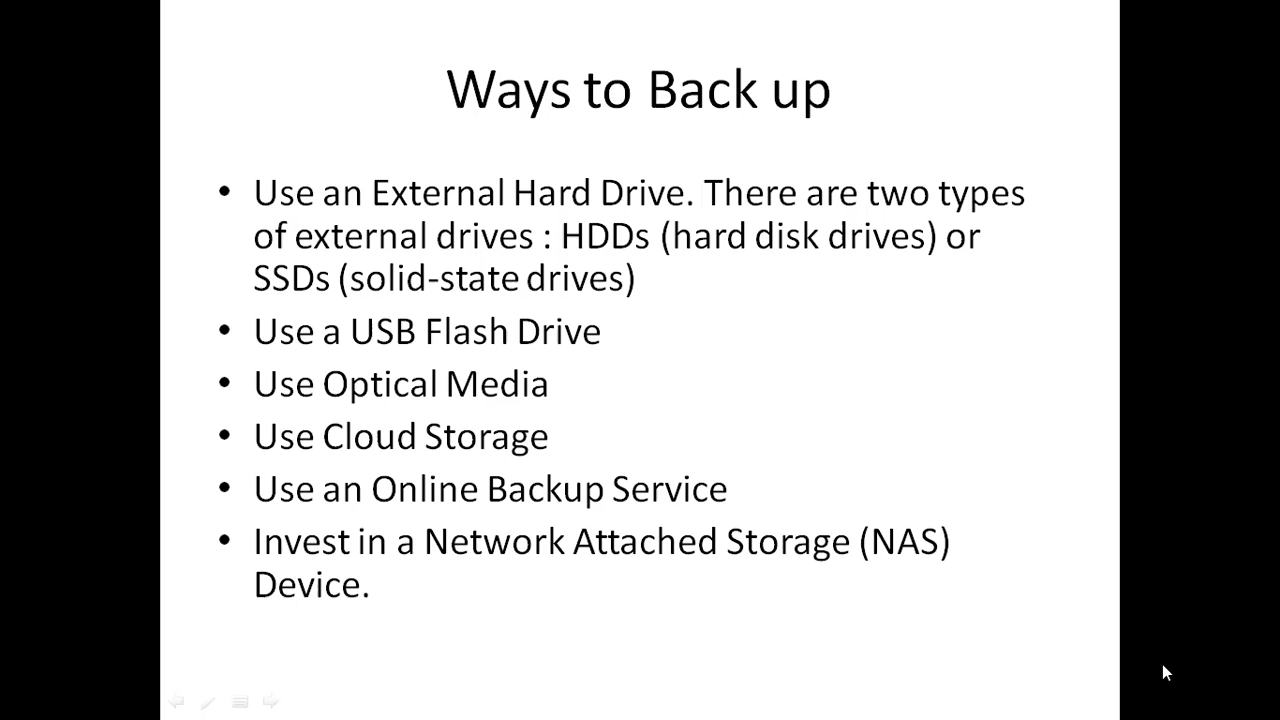 Ways to Back up
• Use an External Hard Drive. There are two types
of external drives : HDDs (hard disk drives) or
SSDs (solid-state drives)
• Use a USB Flash Drive
• Use Optical Media
• Use Cloud Storage
• Use an Online Backup Service
• Invest in a Network Attached Storage (NAS)
Device.